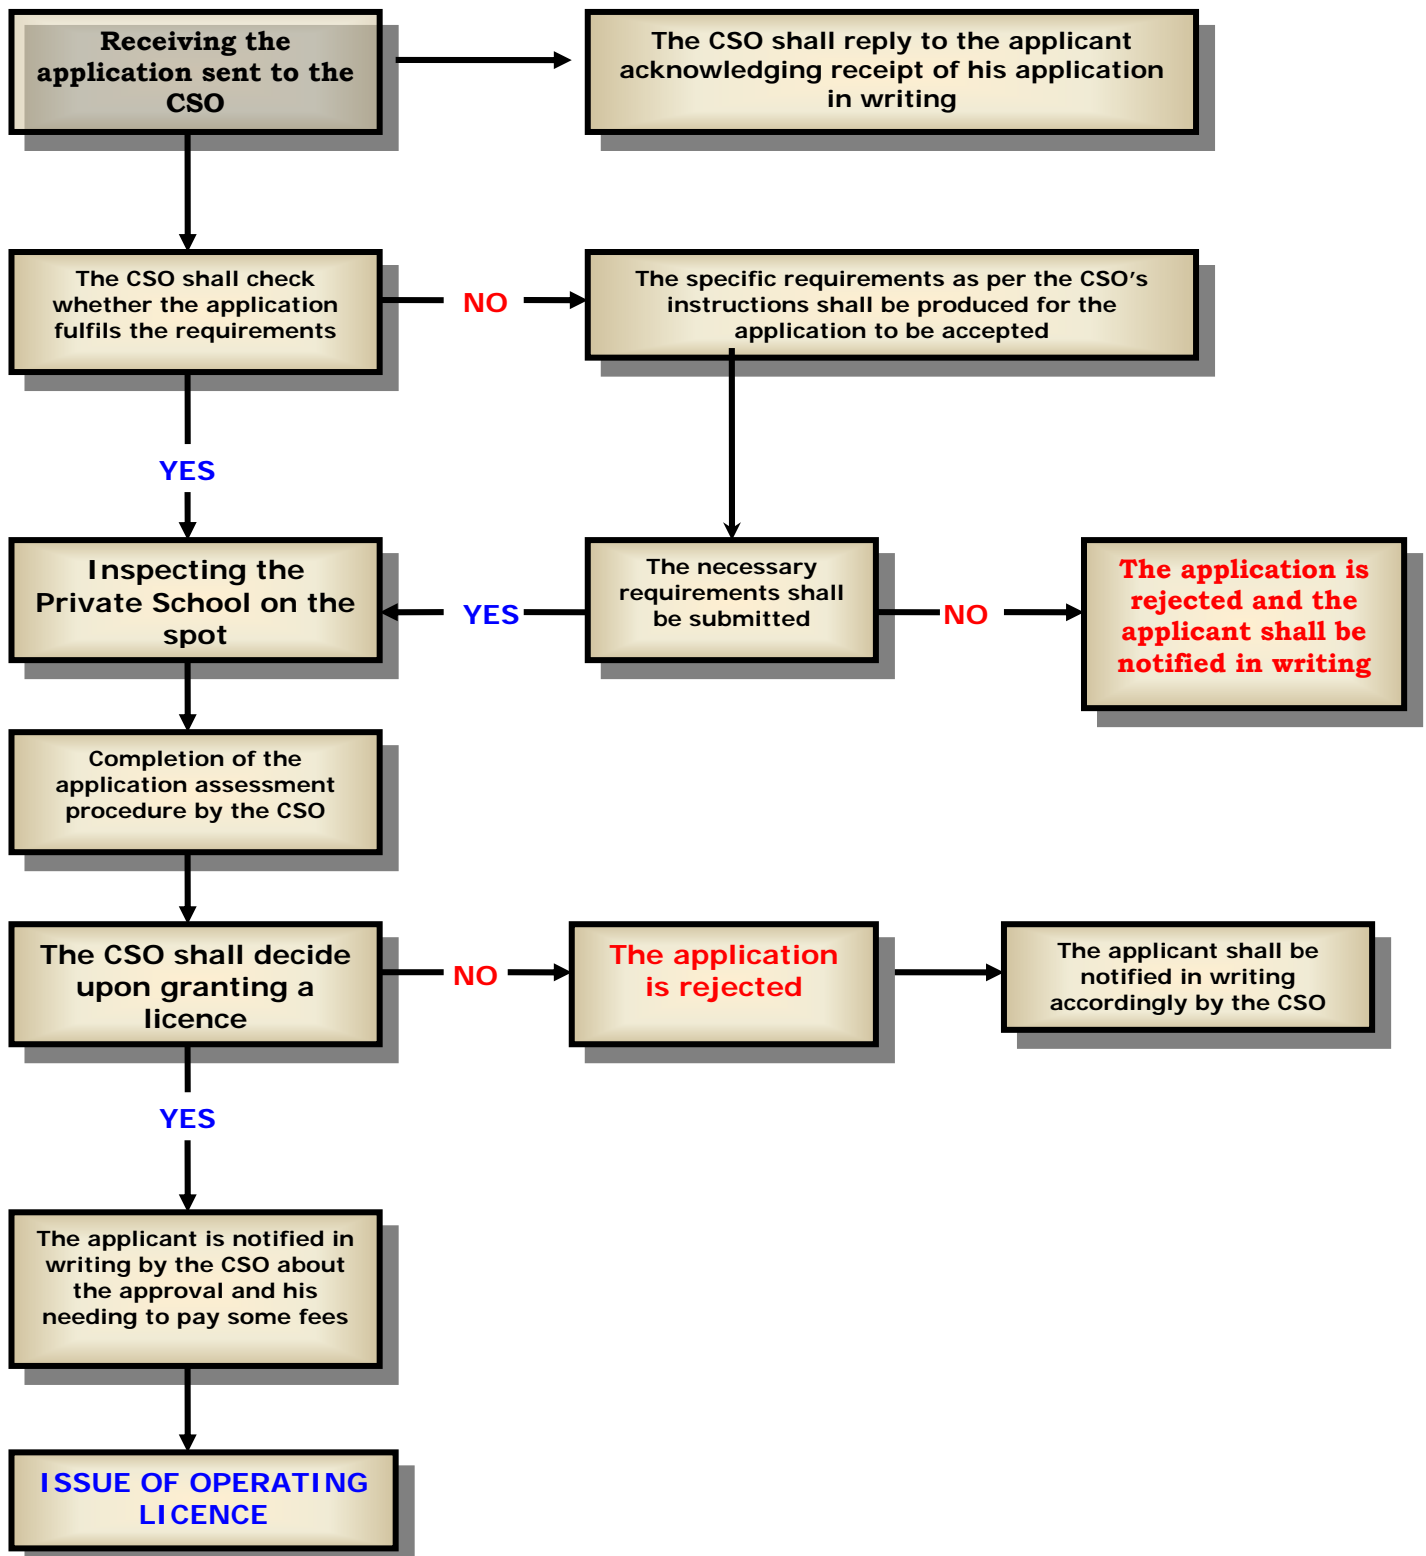 Receiving the
application sent to the
CSO
The CSO shall reply to the applicant
acknowledging receipt of his application
in writing
The CSO shall check
whether the application
fulfils the requirements
NO
The specific requirements as per the CSO's
instructions shall be produced for the
application to be accepted
YES
Inspecting the
Private School on the
spot
YES
The necessary
requirements shall
be submitted
NO
The application is
rejected and the
applicant shall be
notified in writing
Completion of the
application assessment
procedure by the CSO
The CSO shall decide
upon granting a
licence
NO
The application
is rejected
The applicant shall be
notified in writing
accordingly by the CSO
YES
The applicant is notified in
writing by the CSO about
the approval and his
needing to pay some fees
ISSUE OF OPERATING
LICENCE